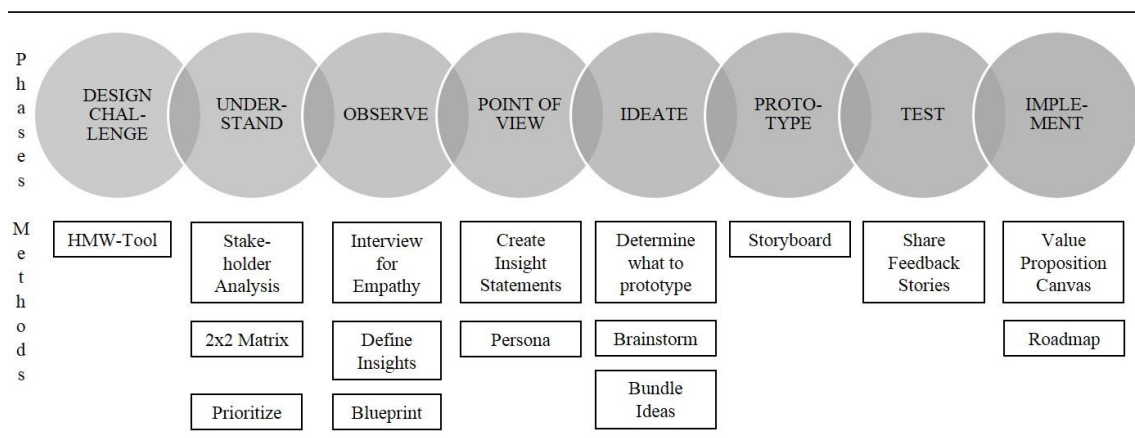 Phases
DESIGN
CHAL-
LENGE
UNDER-
STAND
OBSERVE
POINT OF
VIEW
IDEATE
PROTO-
TYPE
TEST
IMPLE-
MENT
Methods
HMW-Tool
Stake-
holder
Analysis
2x2 Matrix
Prioritize
Interview
for
Empathy
Define
Insights
Blueprint
Create
Insight
Statements
Persona
Determine
what to
prototype
Brainstorm
Bundle
Ideas
Storyboard
Share
Feedback
Stories
Value
Proposition
Canvas
Roadmap